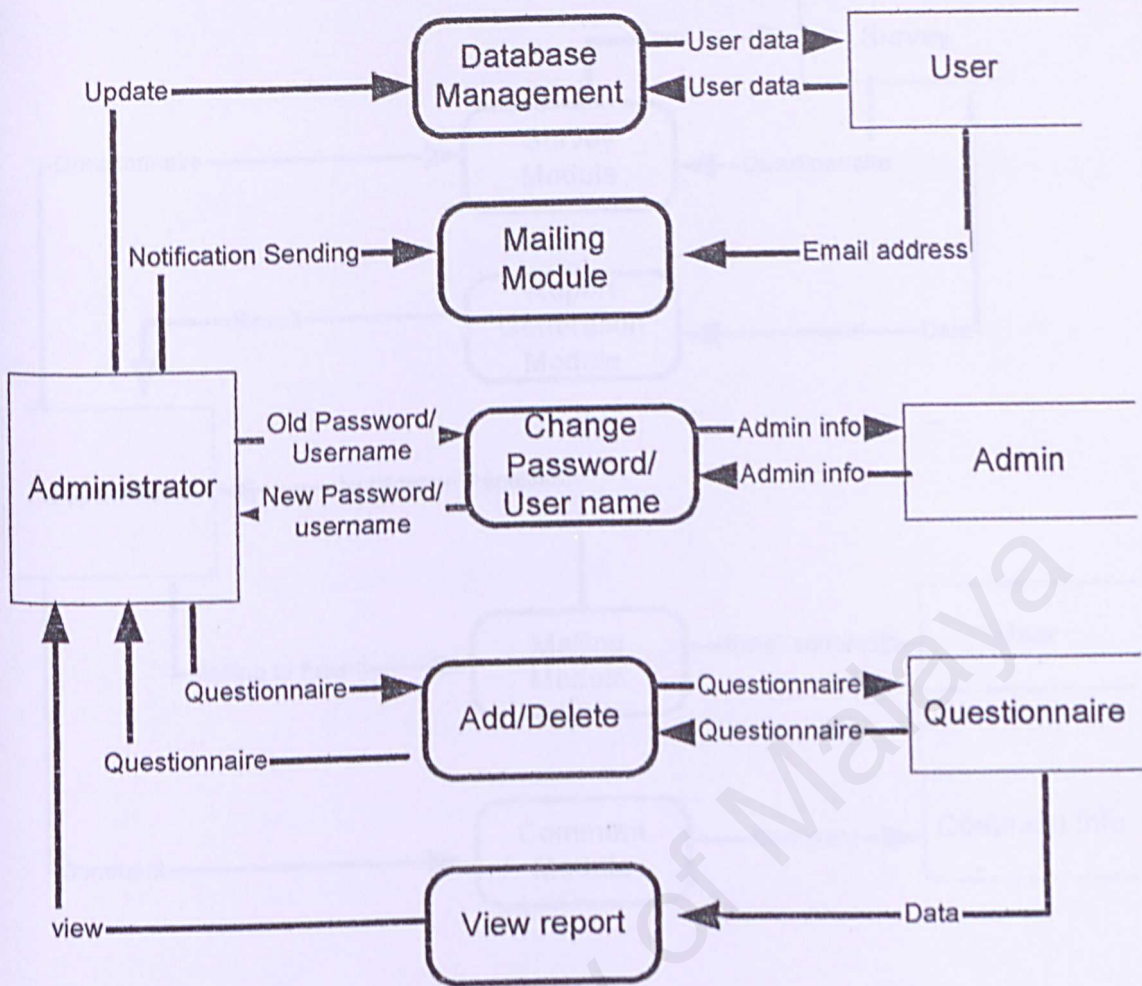 Database
Management
User data
User data
User
Update
Mailing
Module
Notification Sending
Email address
Administrator
Old Password/
Username
New Password/
username
Change
Password/
User name
Admin info
Admin info
Admin
Questionnaire
Questionnaire
Add/Delete
Questionnaire
Questionnaire
Questionnaire
view
View report
Data
of Malaya